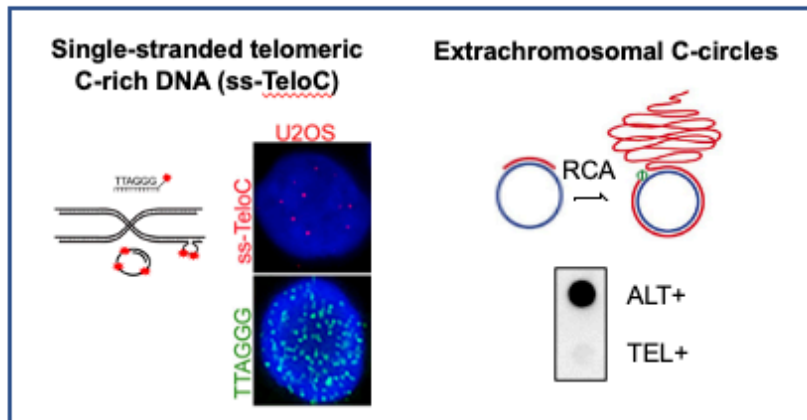 Single-stranded telomeric
C-rich DNA (ss-TeloC)
U2OS
TTAGGG
ss-TeloC
TTAGGG
Extrachromosomal C-circles
RCA
ALT+
TEL+